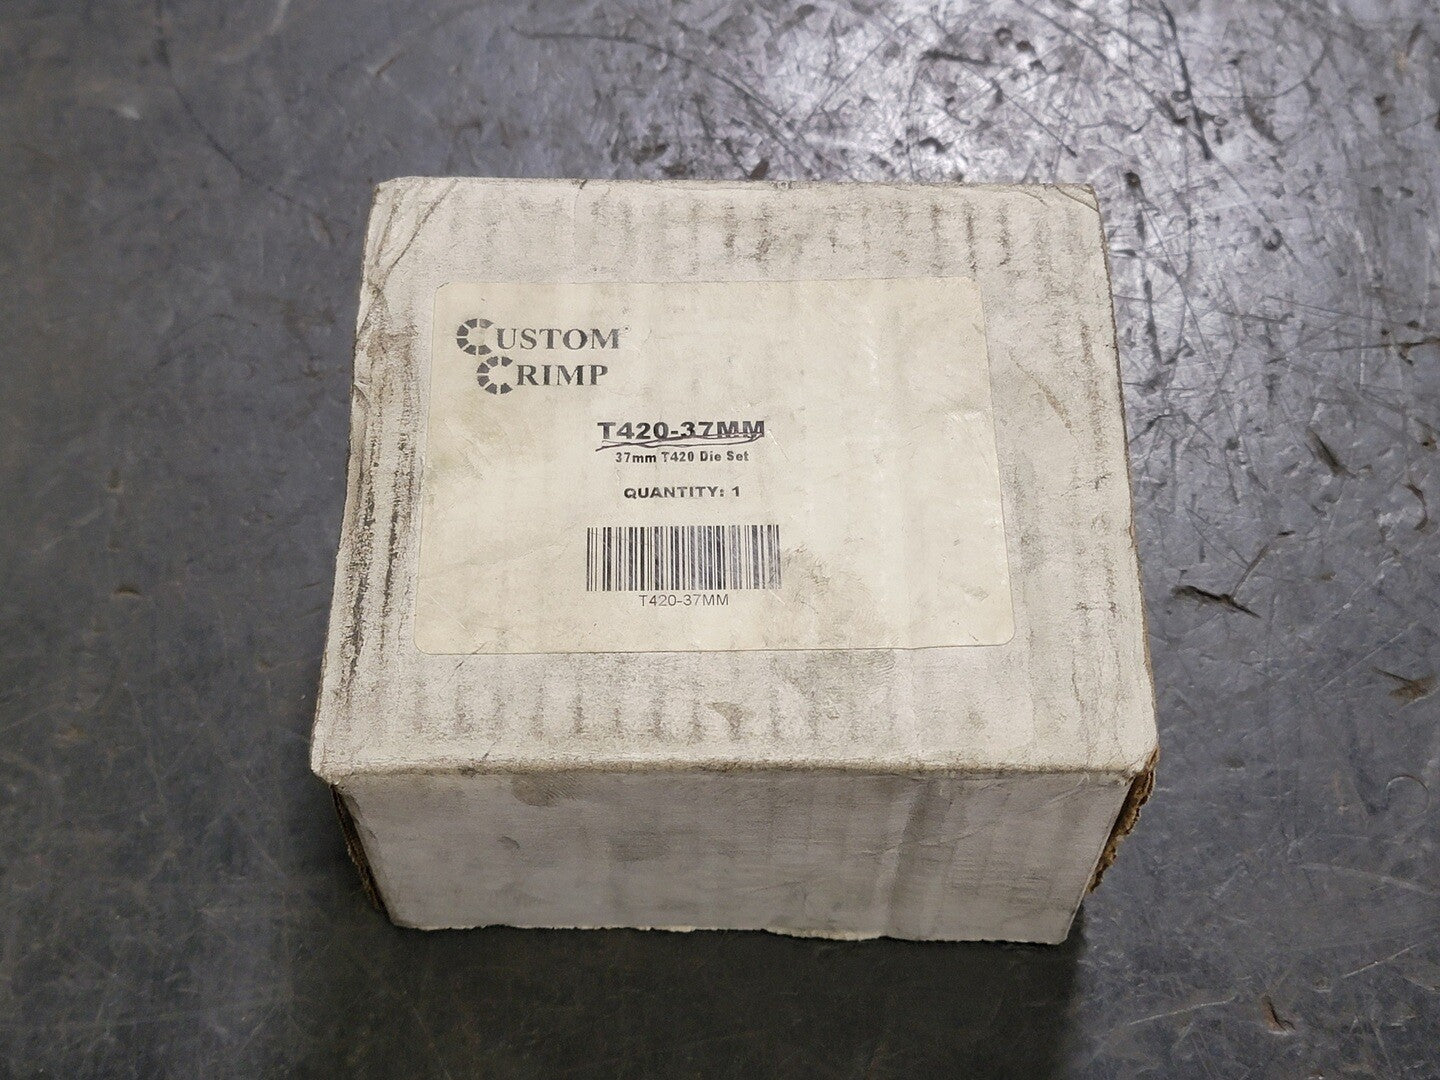 CUSTOM
CRIMP
T420-37MM
37mm T420 Die Set
QUANTITY: 1
T420-37MM